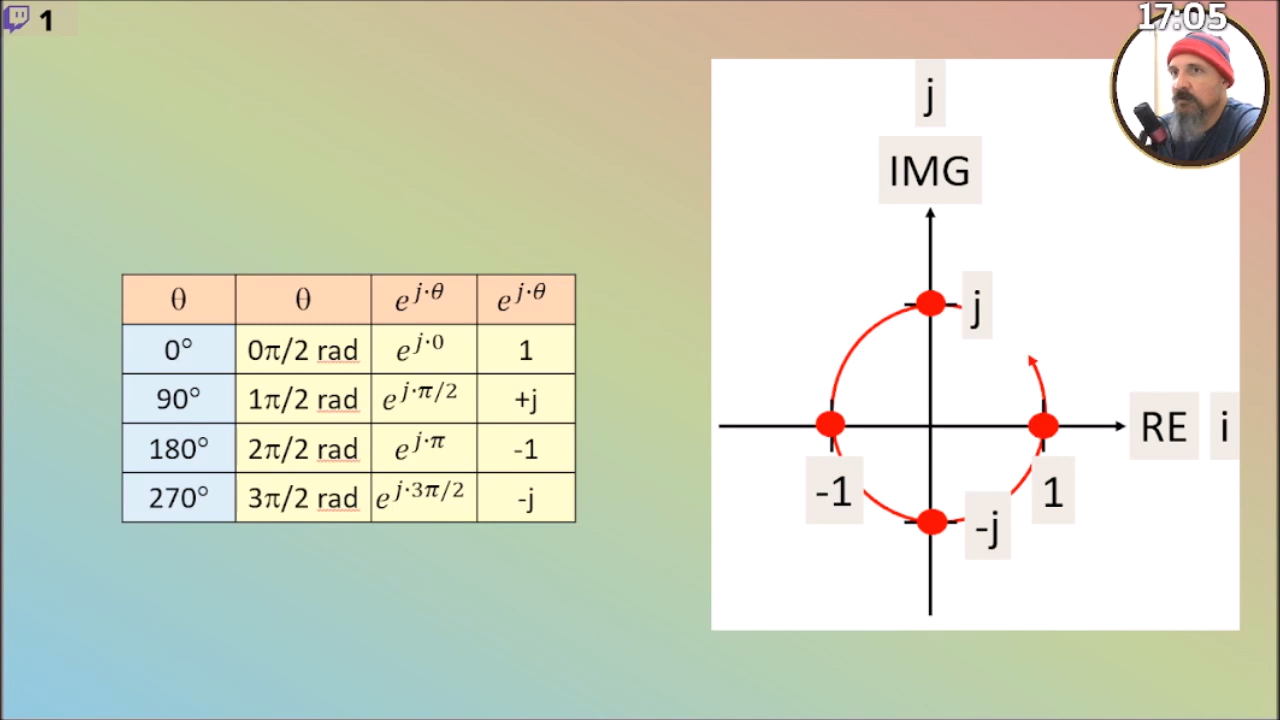 1
17:05
θ θ e^{j·θ} e^{j·θ}
0° 0π/2 rad e^{j·0} 1
90° 1π/2 rad e^{j·π/2} +j
180° 2π/2 rad e^{j·π} -1
270° 3π/2 rad e^{j·3π/2} -j
j
IMG
j
RE i
-1
1
-j